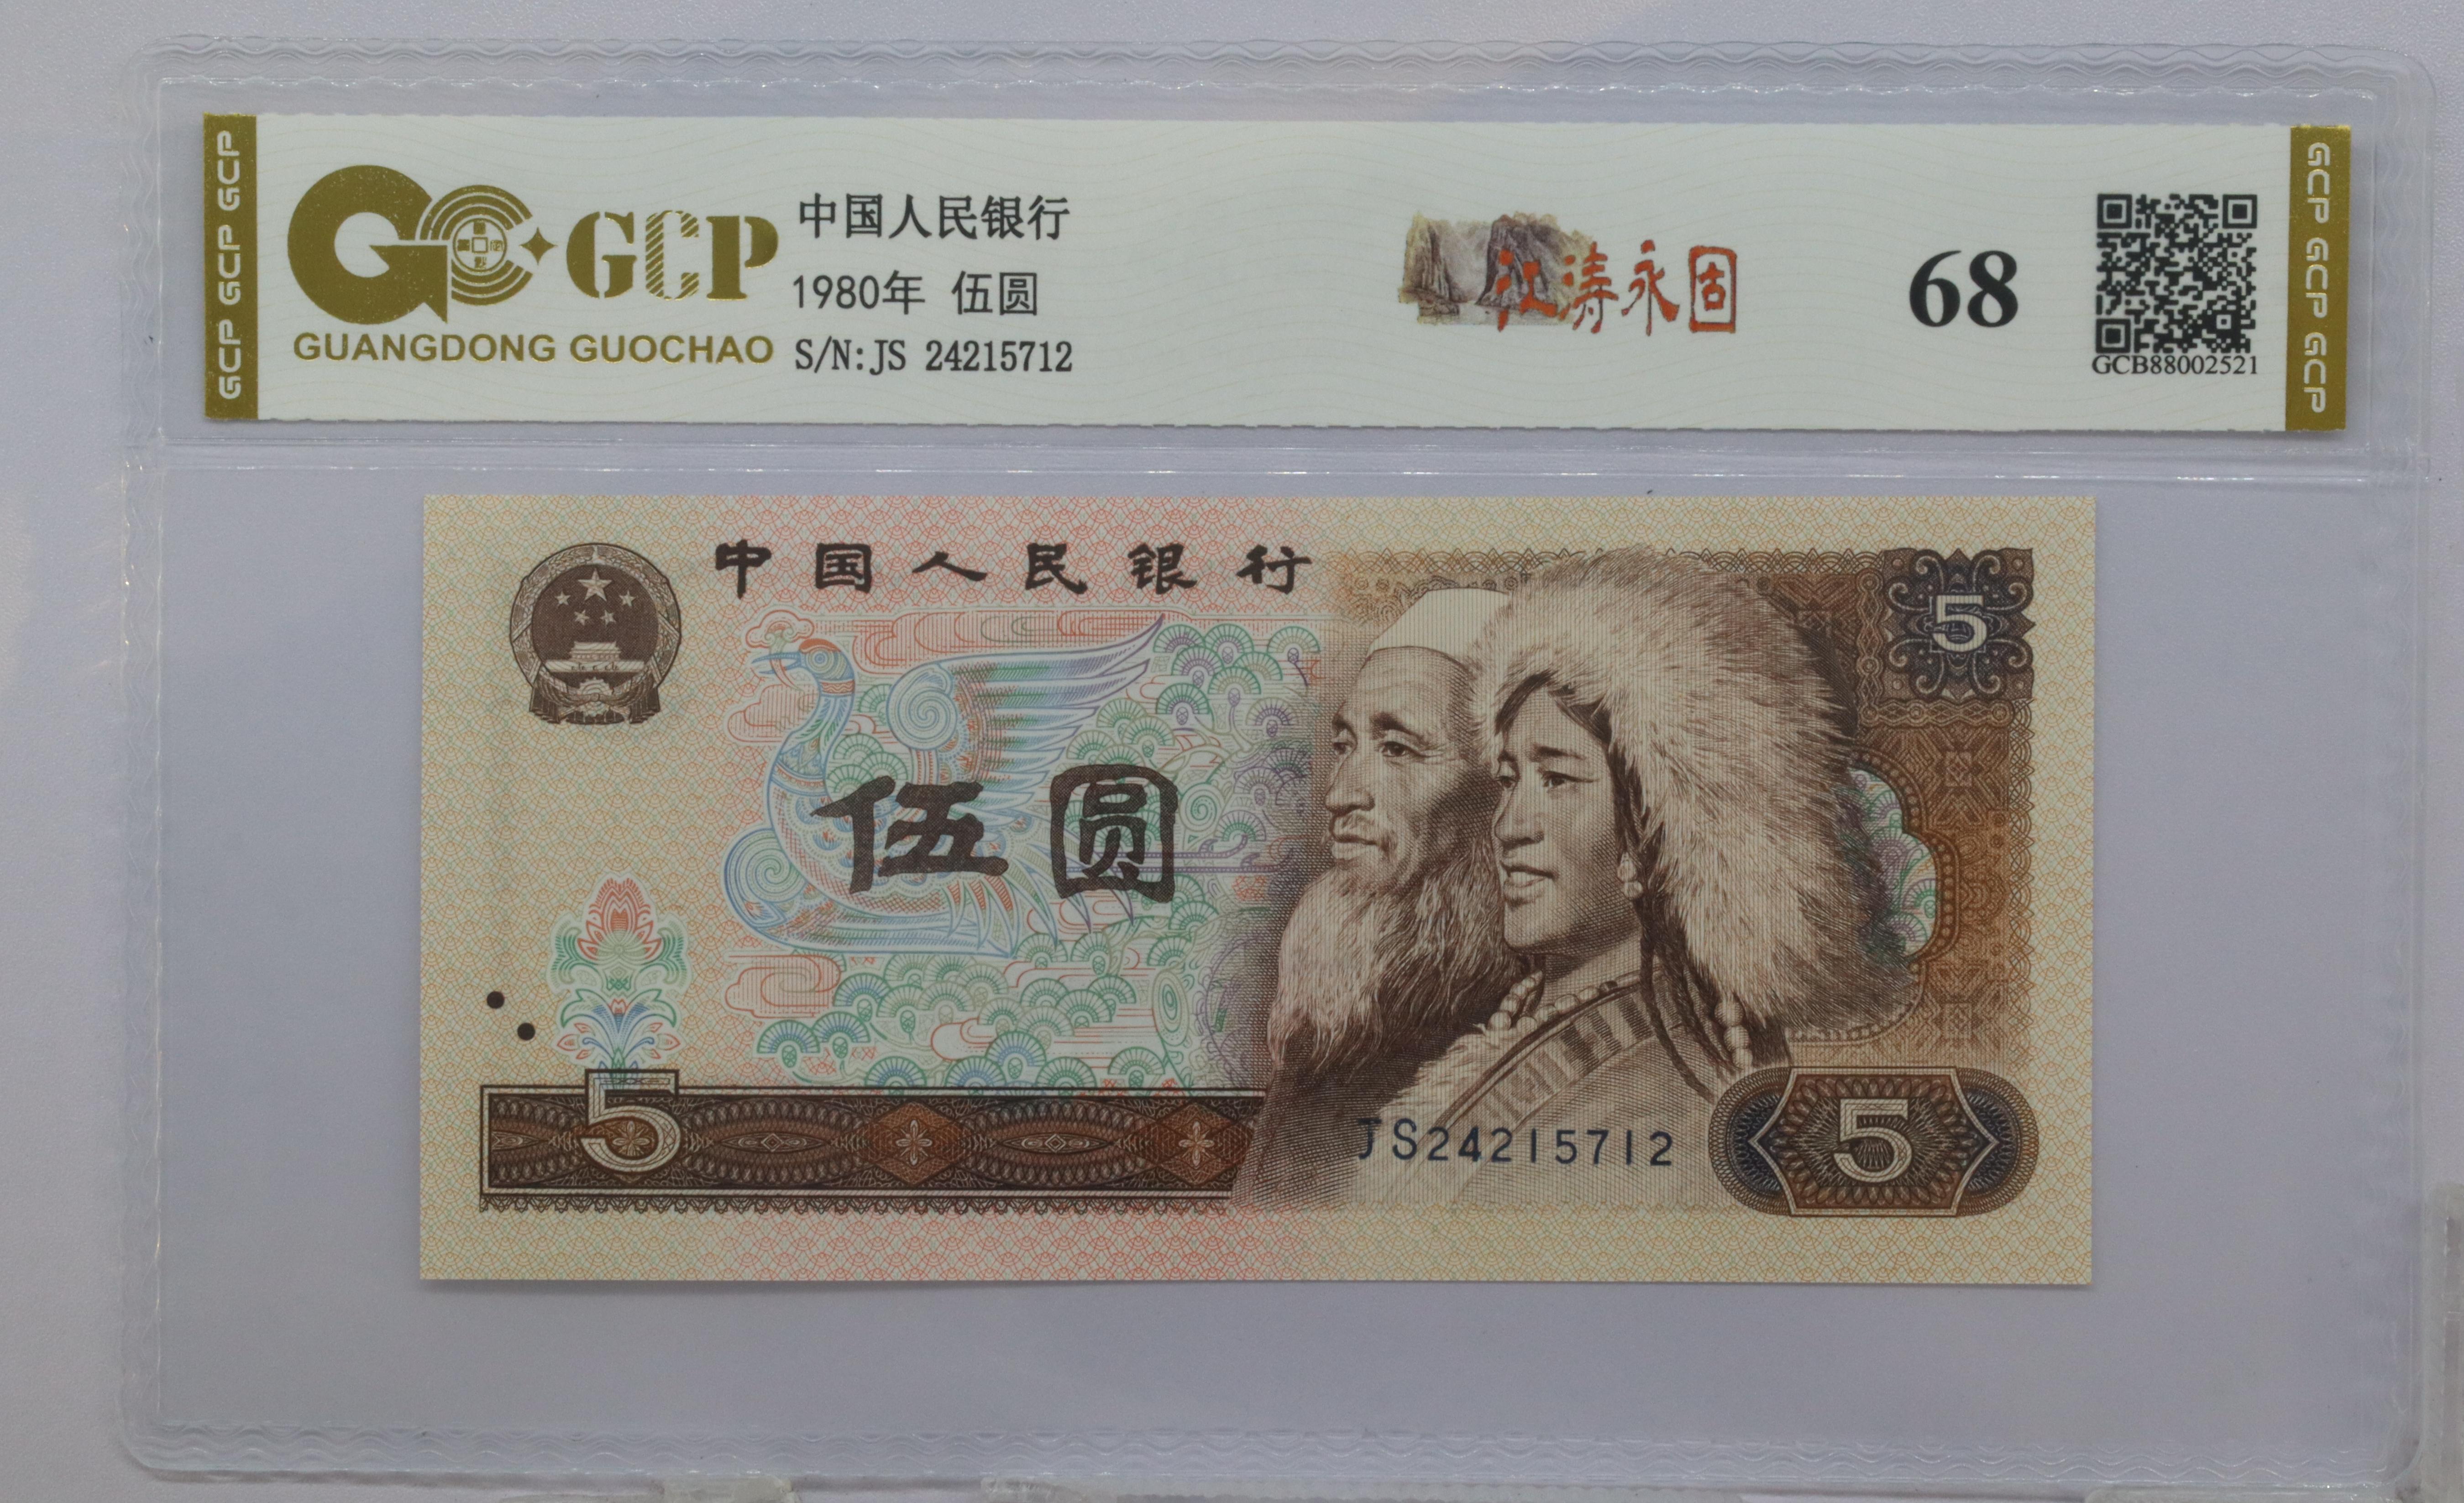 GCP GCP GCP
GCP
GUANGDONG GUOCHAO
中国人民银行
1980年 伍圆
S/N:JS 24215712
江涛永固
68
GCB88002521
GCP GCP GCP
中国人民银行
5
伍圆
5
JS24215712
5